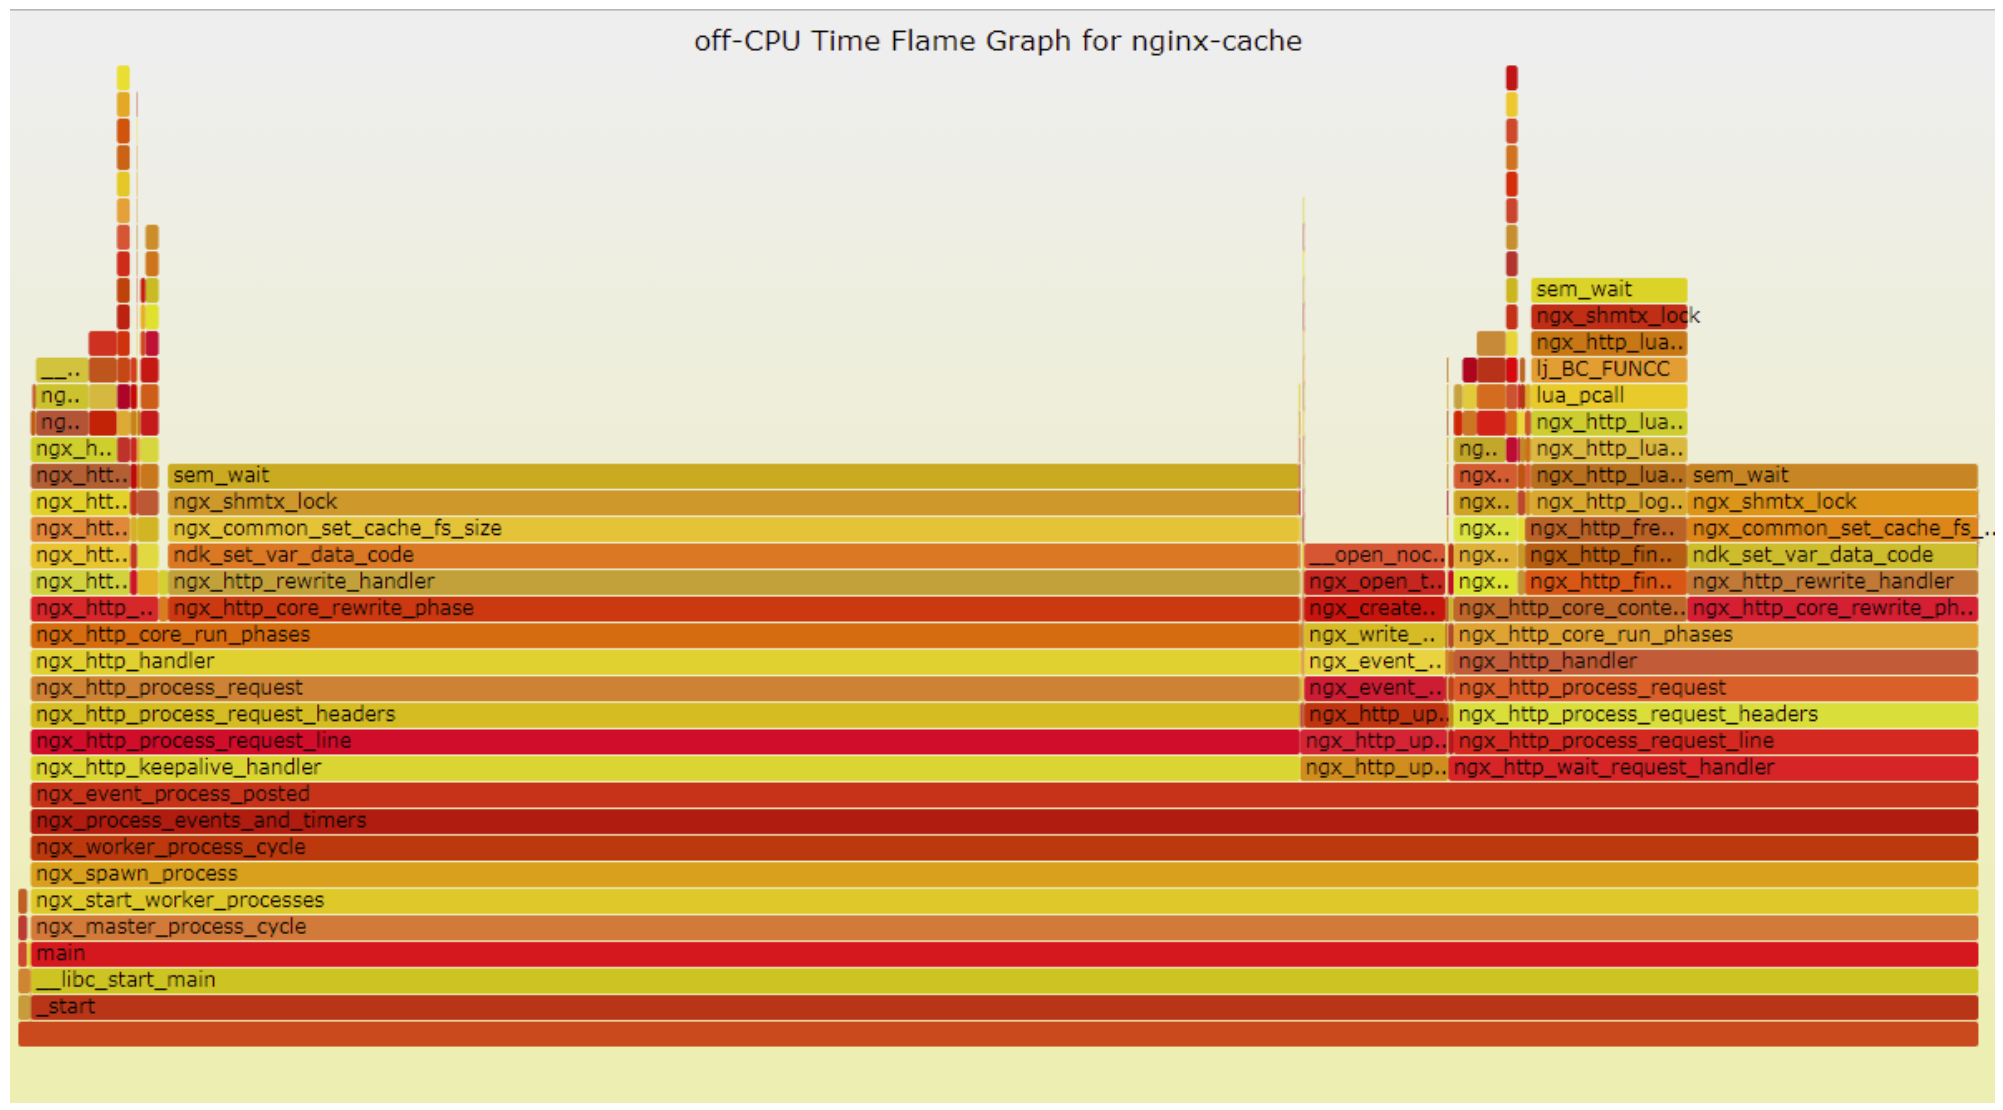 off-CPU Time Flame Graph for nginx-cache
sem_wait
ngx_shmtx_lock
ngx_http_lua..
__.. lj_BC_FUNCC
ng.. lua_pcall
ng.. ngx_http_lua..
ngx_h.. ng.. ngx_http_lua..
ngx_htt.. sem_wait ngx.. ngx_http_lua.. sem_wait
ngx_htt.. ngx_shmtx_lock ngx.. ngx_http_log.. ngx_shmtx_lock
ngx_htt.. ngx_common_set_cache_fs_size ngx.. ngx_http_fre.. ngx_common_set_cache_fs_..
ngx_htt.. ndk_set_var_data_code __open_noc.. ngx.. ngx_http_fin.. ndk_set_var_data_code
ngx_htt.. ngx_http_rewrite_handler ngx_open_t.. ngx.. ngx_http_fin.. ngx_http_rewrite_handler
ngx_http_.. ngx_http_core_rewrite_phase ngx_create.. ngx_http_core_conte.. ngx_http_core_rewrite_ph..
ngx_http_core_run_phases ngx_write_.. ngx_http_core_run_phases
ngx_http_handler ngx_event_.. ngx_http_handler
ngx_http_process_request ngx_event_.. ngx_http_process_request
ngx_http_process_request_headers ngx_http_up.. ngx_http_process_request_headers
ngx_http_process_request_line ngx_http_up.. ngx_http_process_request_line
ngx_http_keepalive_handler ngx_http_up.. ngx_http_wait_request_handler
ngx_event_process_posted
ngx_process_events_and_timers
ngx_worker_process_cycle
ngx_spawn_process
ngx_start_worker_processes
ngx_master_process_cycle
main
__libc_start_main
_start